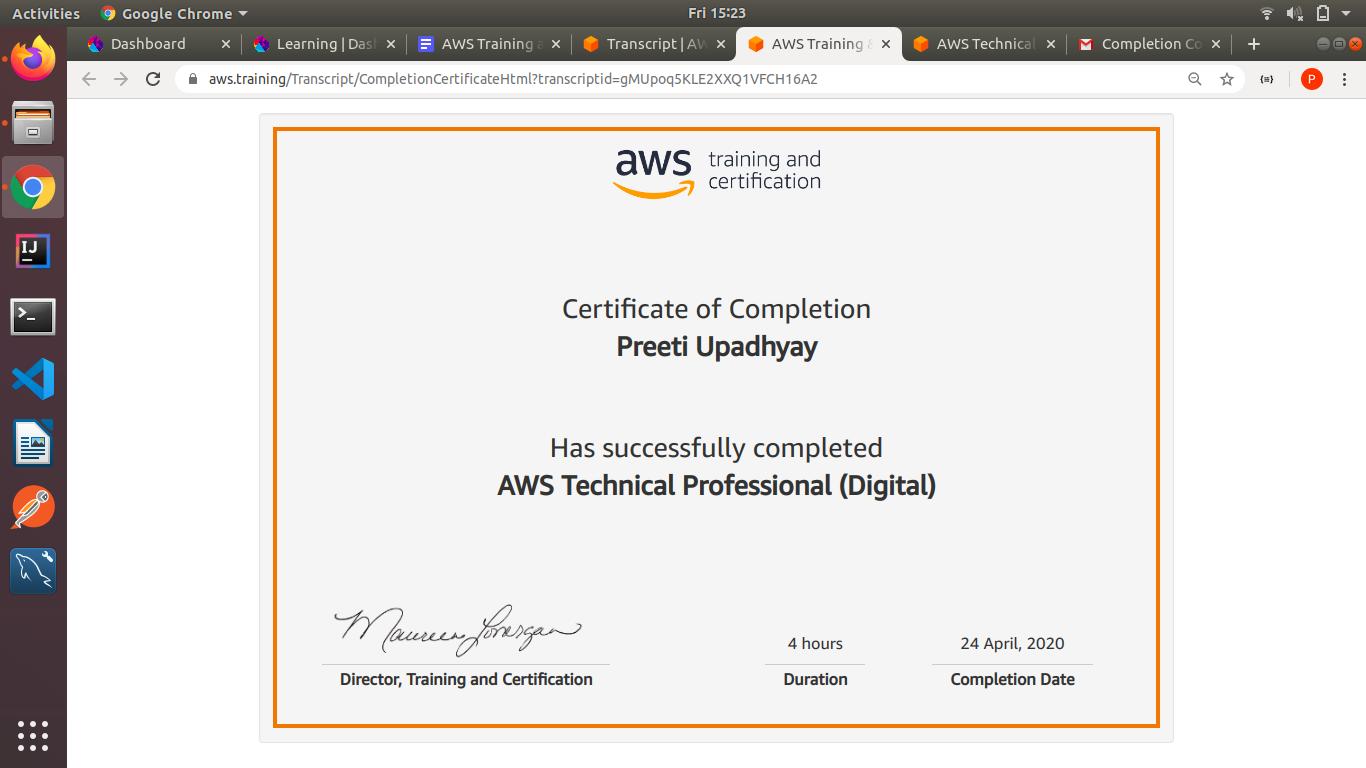 Activities
Google Chrome
Fri 15:23
Dashboard
Learning | Das
AWS Training a
Transcript | AW
AWS Training &
AWS Technical
Completion Co
aws.training/Transcript/CompletionCertificateHtml?transcriptid=gMUpoq5KLE2XXQ1VFCH16A2
P
IJ
aws training and
certification
Certificate of Completion
Preeti Upadhyay
Has successfully completed
AWS Technical Professional (Digital)
Maureen Lonergan
4 hours
24 April, 2020
Director, Training and Certification
Duration
Completion Date